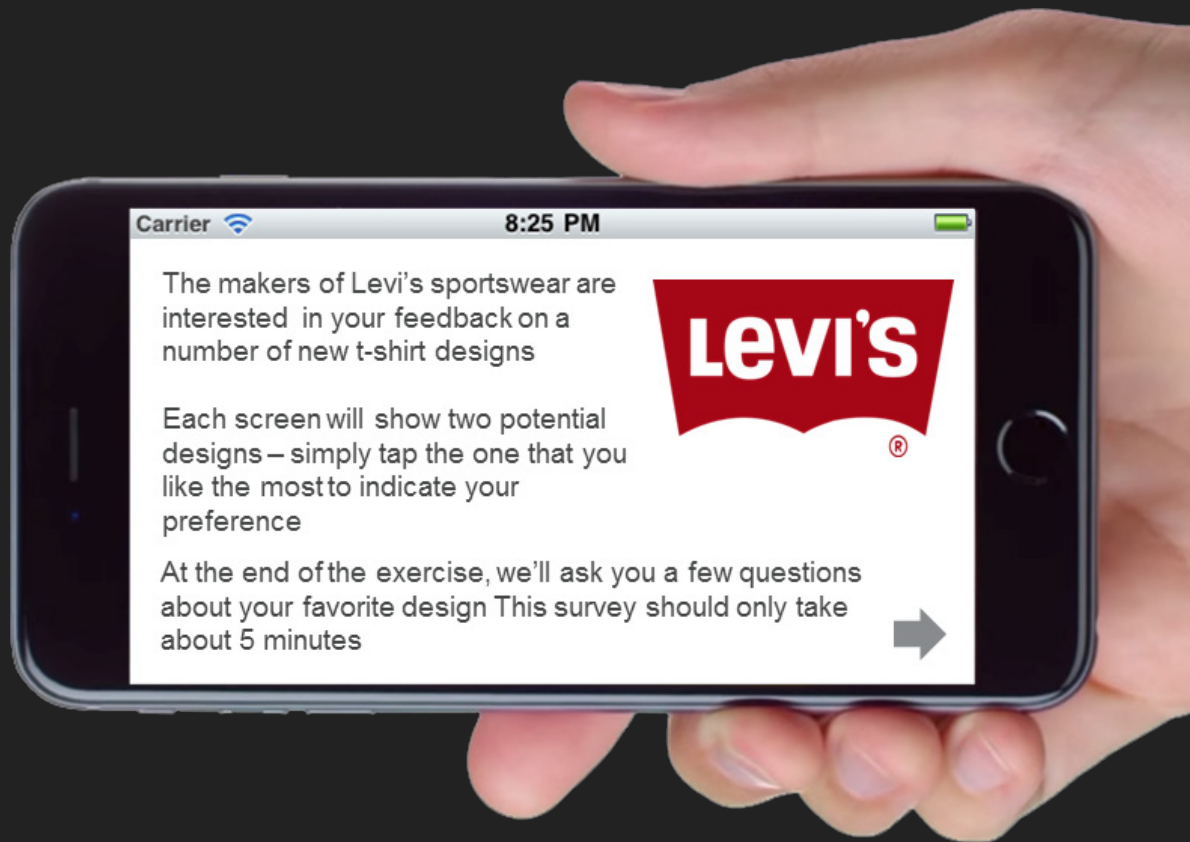 Carrier
8:25 PM
The makers of Levi's sportswear are
interested in your feedback on a
number of new t-shirt designs
LEVI'S
®
Each screen will show two potential
designs – simply tap the one that you
like the most to indicate your
preference
At the end of the exercise, we'll ask you a few questions
about your favorite design This survey should only take
about 5 minutes